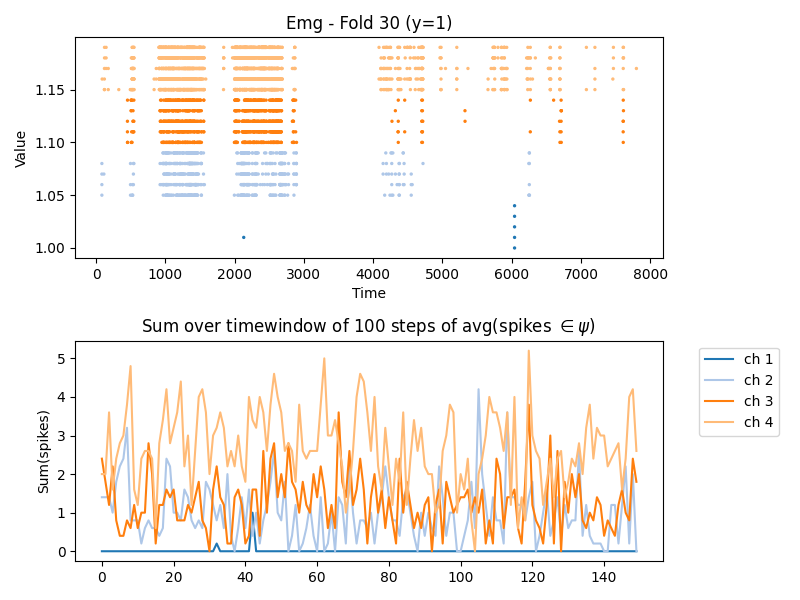 Emg - Fold 30 (y=1)
Value
1.15
1.10
1.05
1.00
0 1000 2000 3000 4000 5000 6000 7000 8000
Time
Sum over timewindow of 100 steps of avg(spikes ∈ ψ)
Sum(spikes)
5
4
3
2
1
0
0 20 40 60 80 100 120 140
ch 1
ch 2
ch 3
ch 4